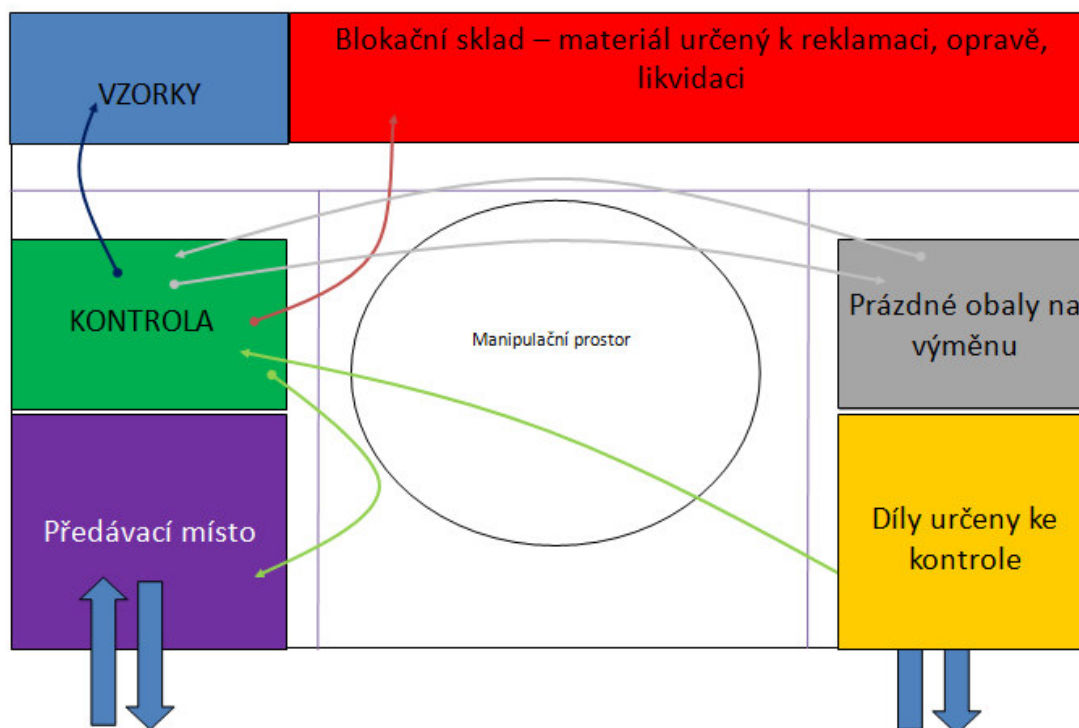 Blokační sklad – materiál určený k reklamaci, opravě,
likvidaci
VZORKY
KONTROLA
Manipulační prostor
Prázdné obaly na
výměnu
Předávací místo
Díly určeny ke
kontrole